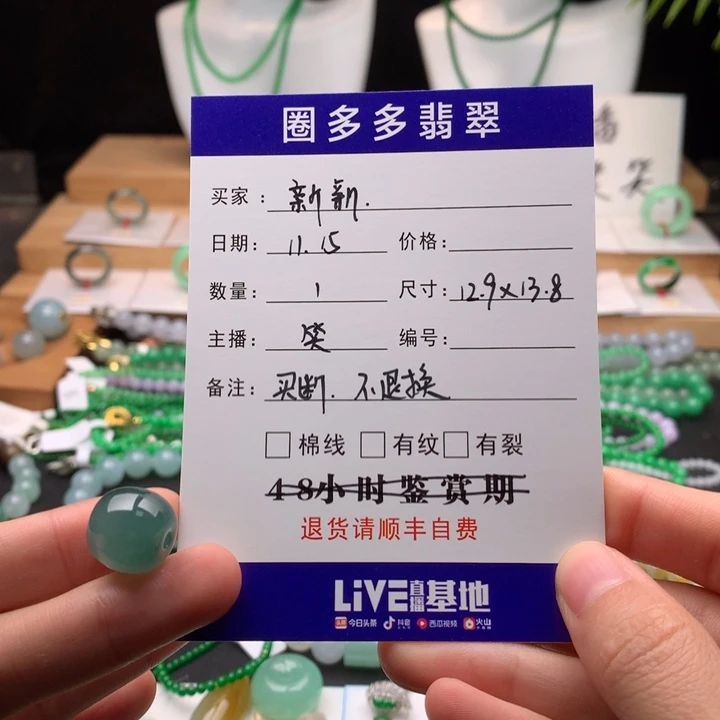 圈多多翡翠
买家：新新.
日期：11.15 价格：
数量：1 尺寸：12.9×13.8
主播：笑 编号：
备注：买断.不退换
棉线 有纹 有裂
48小时鉴赏期
退货请顺丰自费
LiVE直播基地
今日头条 抖音 西瓜视频 火山